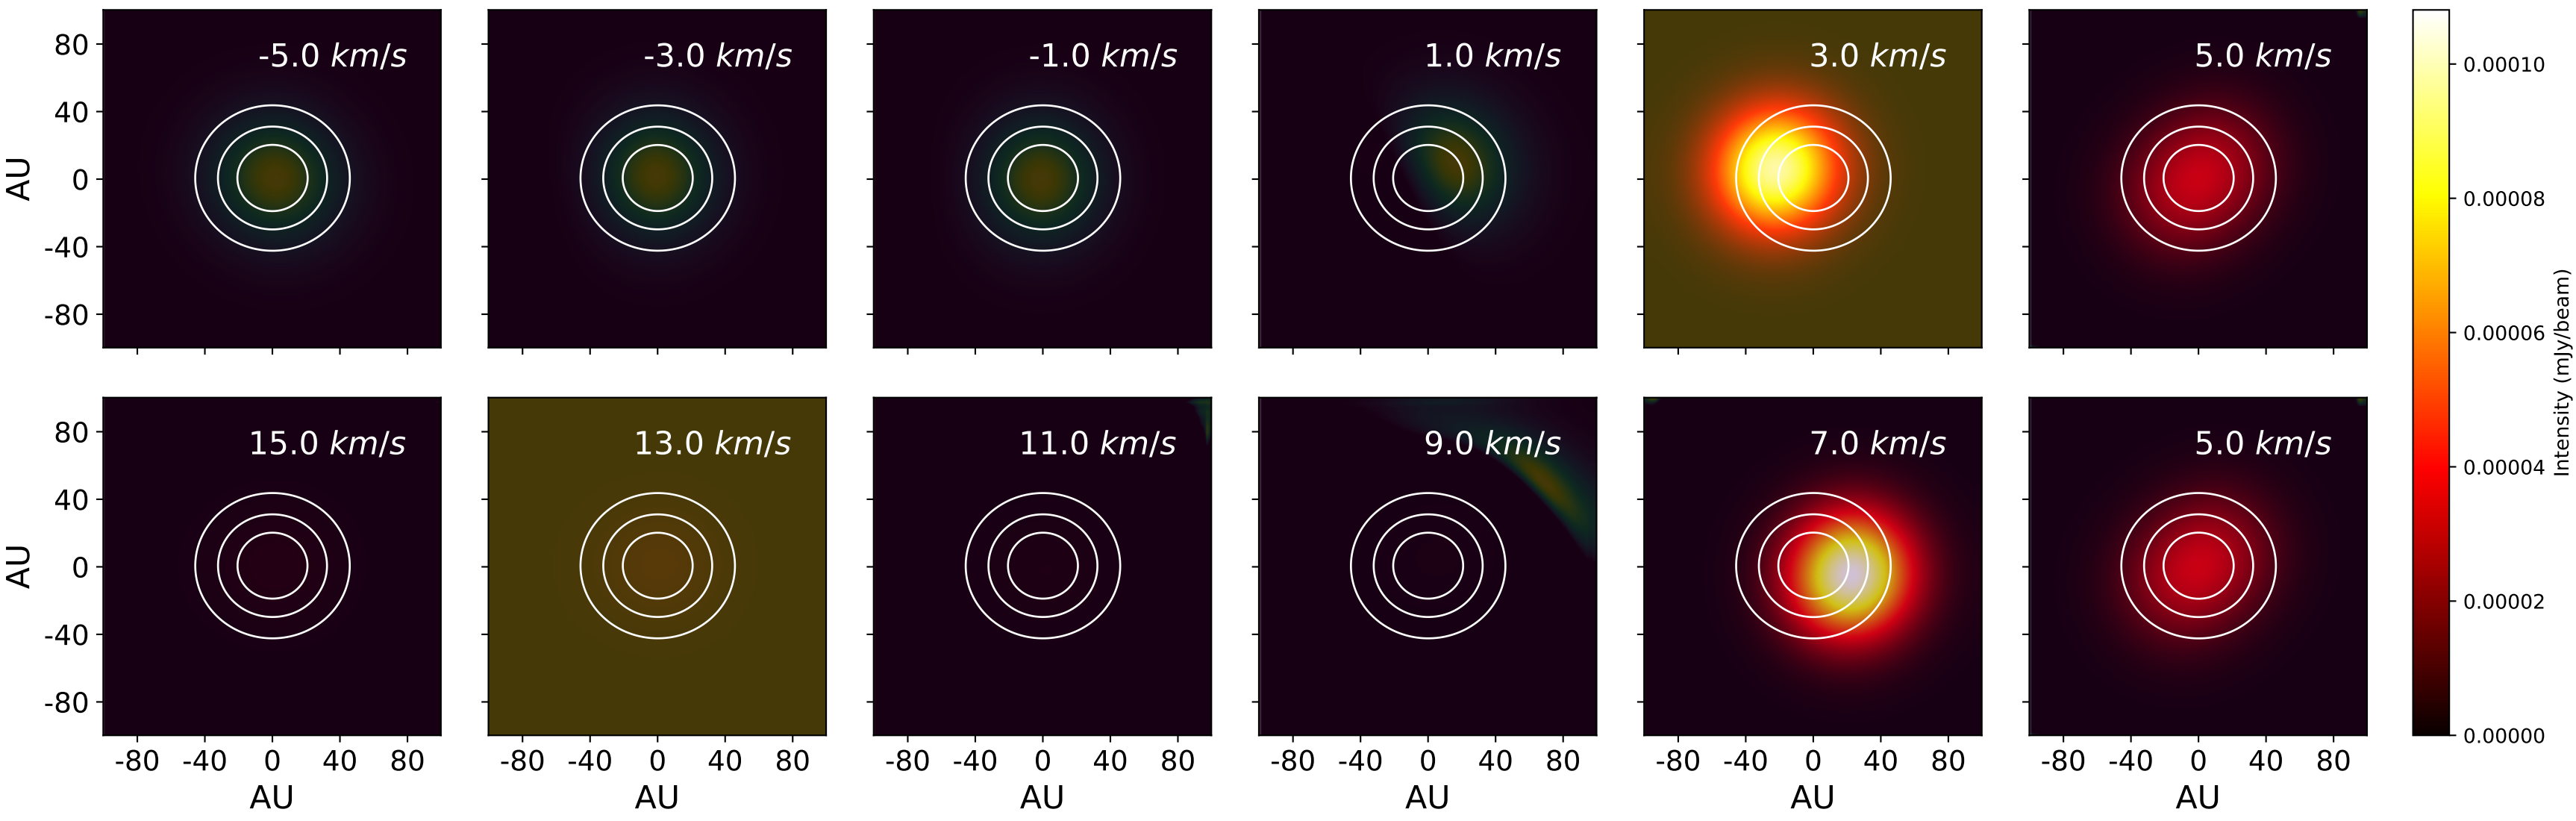 -5.0 km/s
-3.0 km/s
-1.0 km/s
1.0 km/s
3.0 km/s
5.0 km/s
80
40
0
-40
-80
AU
15.0 km/s
13.0 km/s
11.0 km/s
9.0 km/s
7.0 km/s
5.0 km/s
80
40
0
-40
-80
AU
-80 -40 0 40 80
-80 -40 0 40 80
-80 -40 0 40 80
-80 -40 0 40 80
-80 -40 0 40 80
-80 -40 0 40 80
AU
AU
AU
AU
AU
AU
0.00010
0.00008
0.00006
0.00004
0.00002
0.00000
Intensity (mJy/beam)